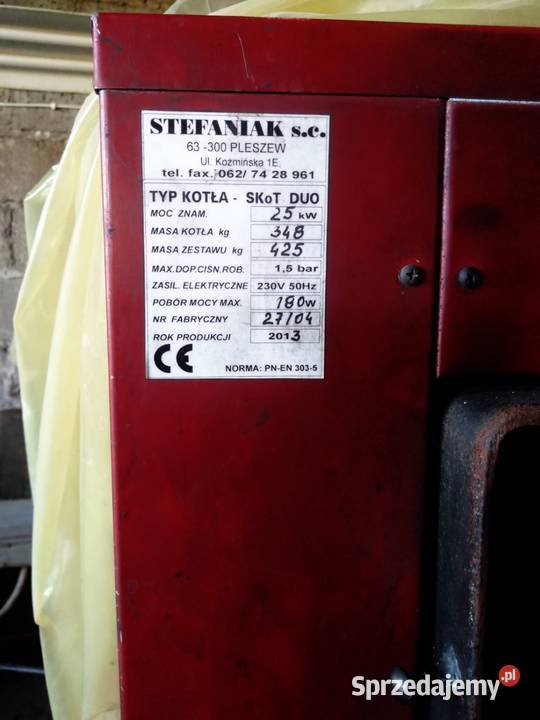 STEFANIAK s.c.
63 -300 PLESZEW
Ul. Kozmińska 1E.
tel. fax. 062/ 74 28 961
TYP KOTŁA - SKoT DUO
MOC ZNAM. 25 kW
MASA KOTŁA kg 348
MASA ZESTAWU kg 425
MAX.DOP.CIŚN.ROB. 1,5 bar
ZASIL. ELEKTRYCZNE 230V 50Hz
POBÓR MOCY MAX. 180W
NR FABRYCZNY 27/04
ROK PRODUKCJI 2013
CE NORMA: PN-EN 303-5
Sprzedajemy.pl